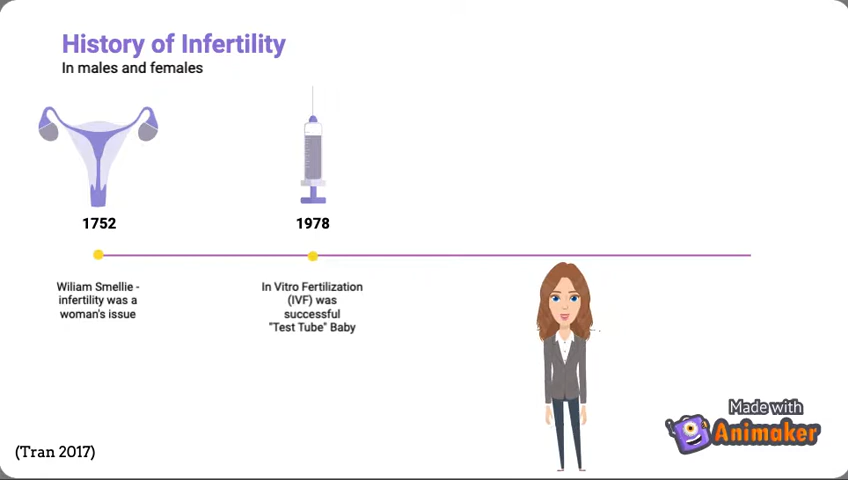 History of Infertility
In males and females
1752
1978
Wiliam Smellie -
infertility was a
woman's issue
In Vitro Fertilization
(IVF) was
successful
"Test Tube" Baby
(Tran 2017)
Made with
Animaker